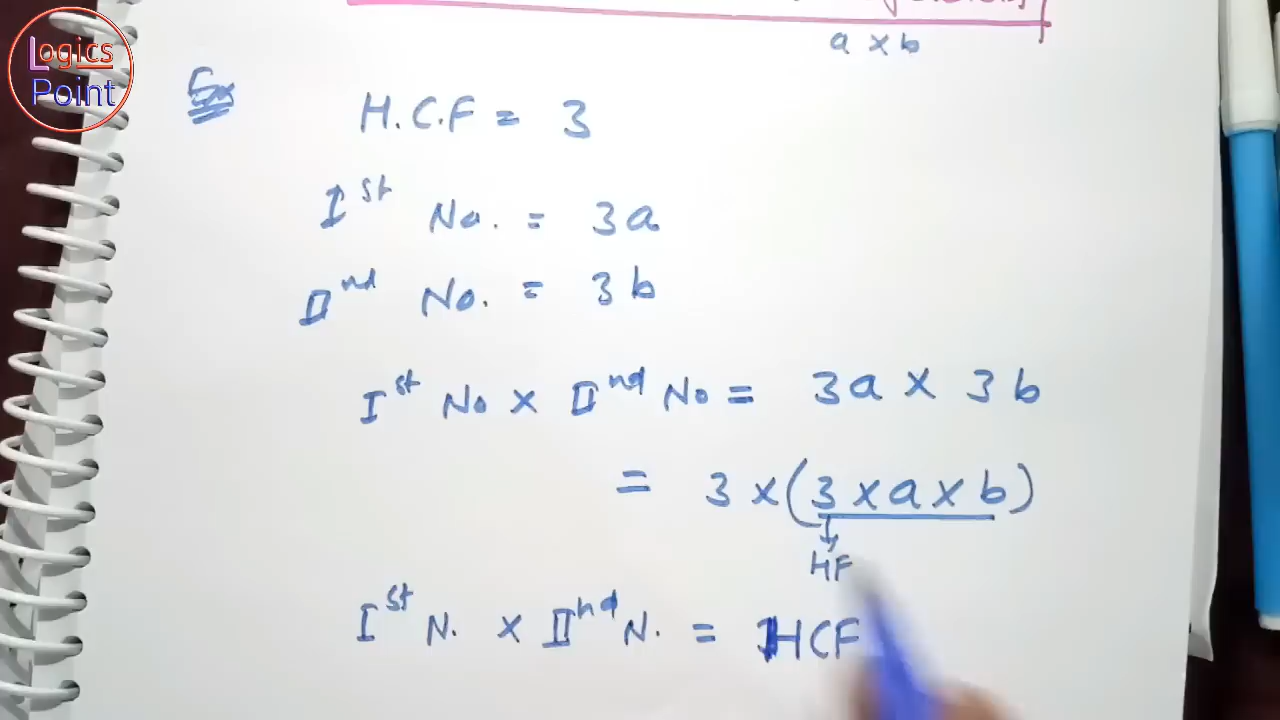 Logics
Point
a x b
Ex
H.C.F = 3
Ist No. = 3a
IInd No. = 3b
Ist No x IInd No = 3a x 3b
= 3 x (3 x a x b)
HF
Ist N. x IInd N. = HCF